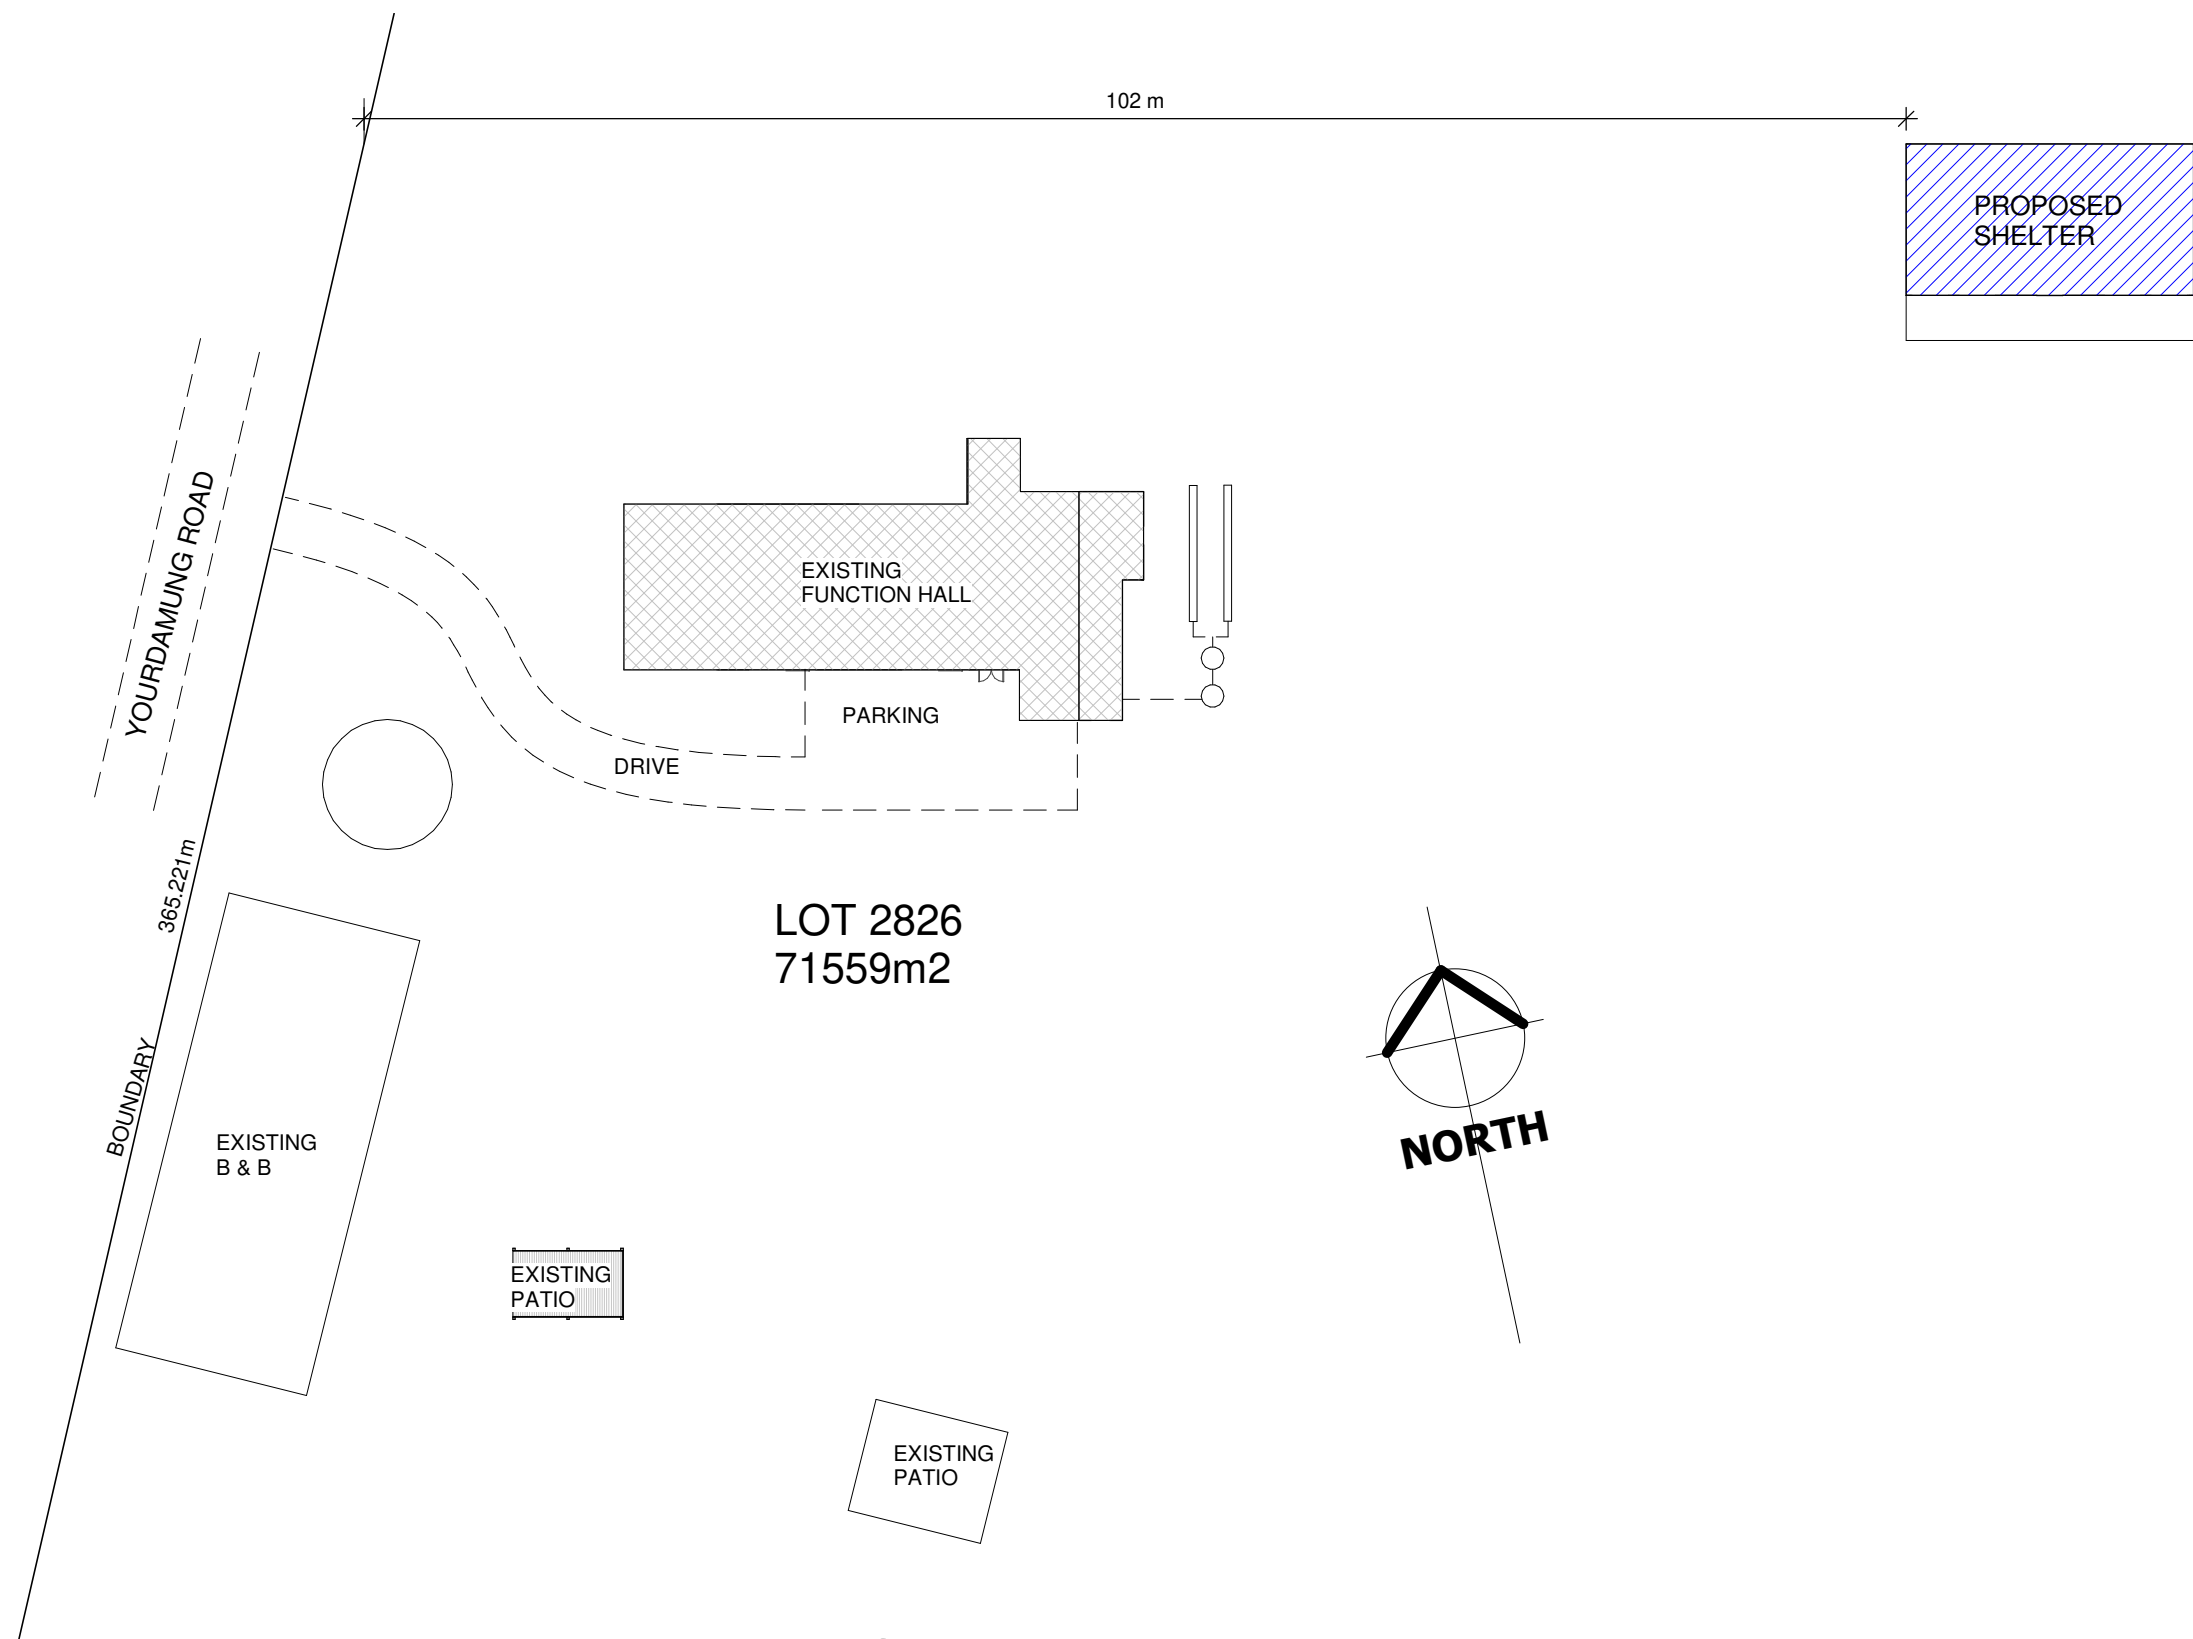 102 m
PROPOSED
SHELTER
YOURDAMUNG ROAD
EXISTING
FUNCTION HALL
PARKING
DRIVE
365.221m
LOT 2826
71559m2
BOUNDARY
NORTH
EXISTING
B & B
EXISTING
PATIO
EXISTING
PATIO